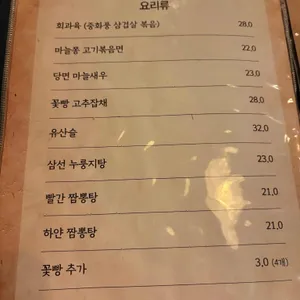 요리류
회과육 (중화풍 삼겹살 볶음) 28,0
마늘쫑 고기볶음면 22,0
당면 마늘새우 23,0
꽃빵 고추잡채 28,0
유산슬 32,0
삼선 누룽지탕 23,0
빨간 짬뽕탕 21,0
하얀 짬뽕탕 21,0
꽃빵 추가 3,0 (4개)